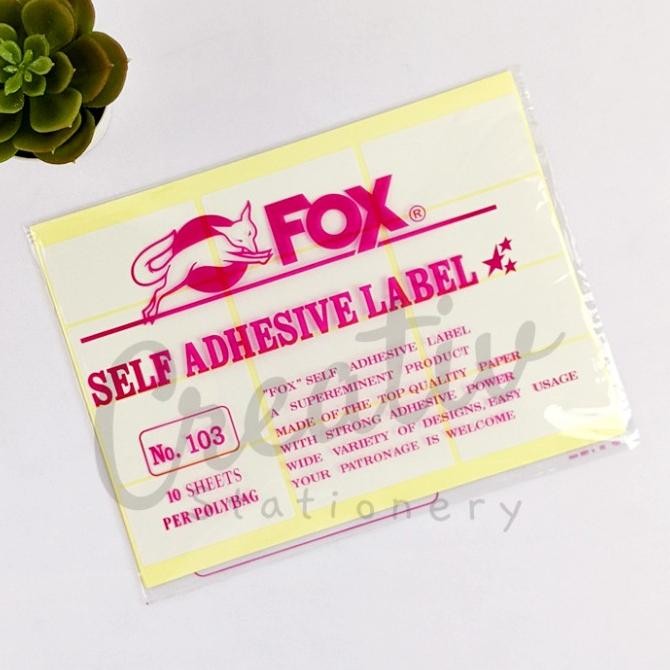 FOX®
SELF ADHESIVE LABEL
"FOX" SELF ADHESIVE LABEL
A SUPEREMINENT PRODUCT
MADE OF THE TOP QUALITY PAPER
WITH STRONG ADHESIVE POWER
WIDE VARIETY OF DESIGNS, EASY USAGE
YOUR PATRONAGE IS WELCOME
No. 103
10 SHEETS
PER POLYBAG
Creativ
Stationery